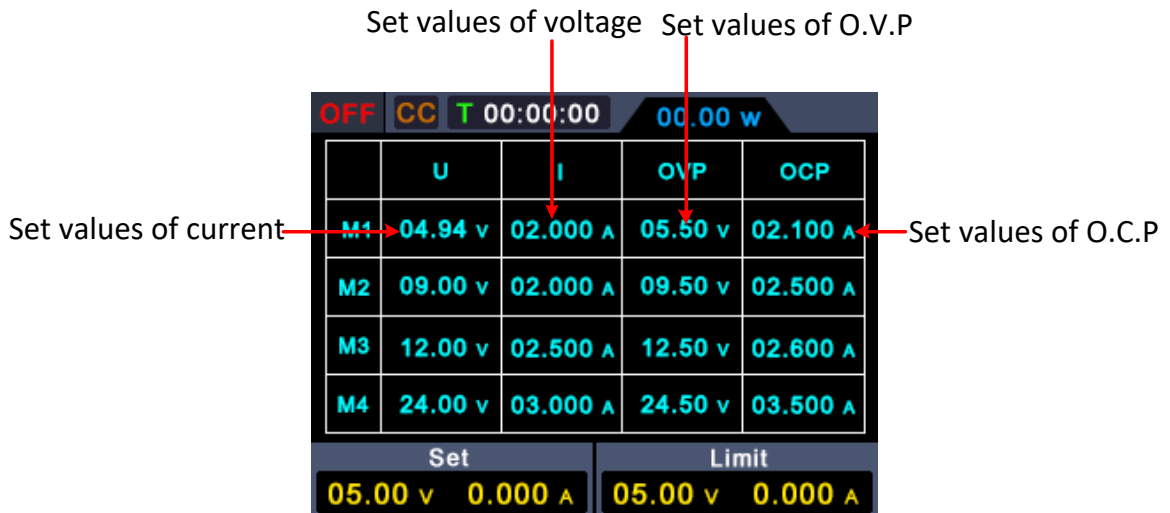 Set values of voltage
Set values of O.V.P
OFF CC T 00:00:00 00.00 W
U I OVP OCP
Set values of current
M1 04.94 V 02.000 A 05.50 V 02.100 A
Set values of O.C.P
M2 09.00 V 02.000 A 09.50 V 02.500 A
M3 12.00 V 02.500 A 12.50 V 02.600 A
M4 24.00 V 03.000 A 24.50 V 03.500 A
Set Limit
05.00 V 0.000 A 05.00 V 0.000 A